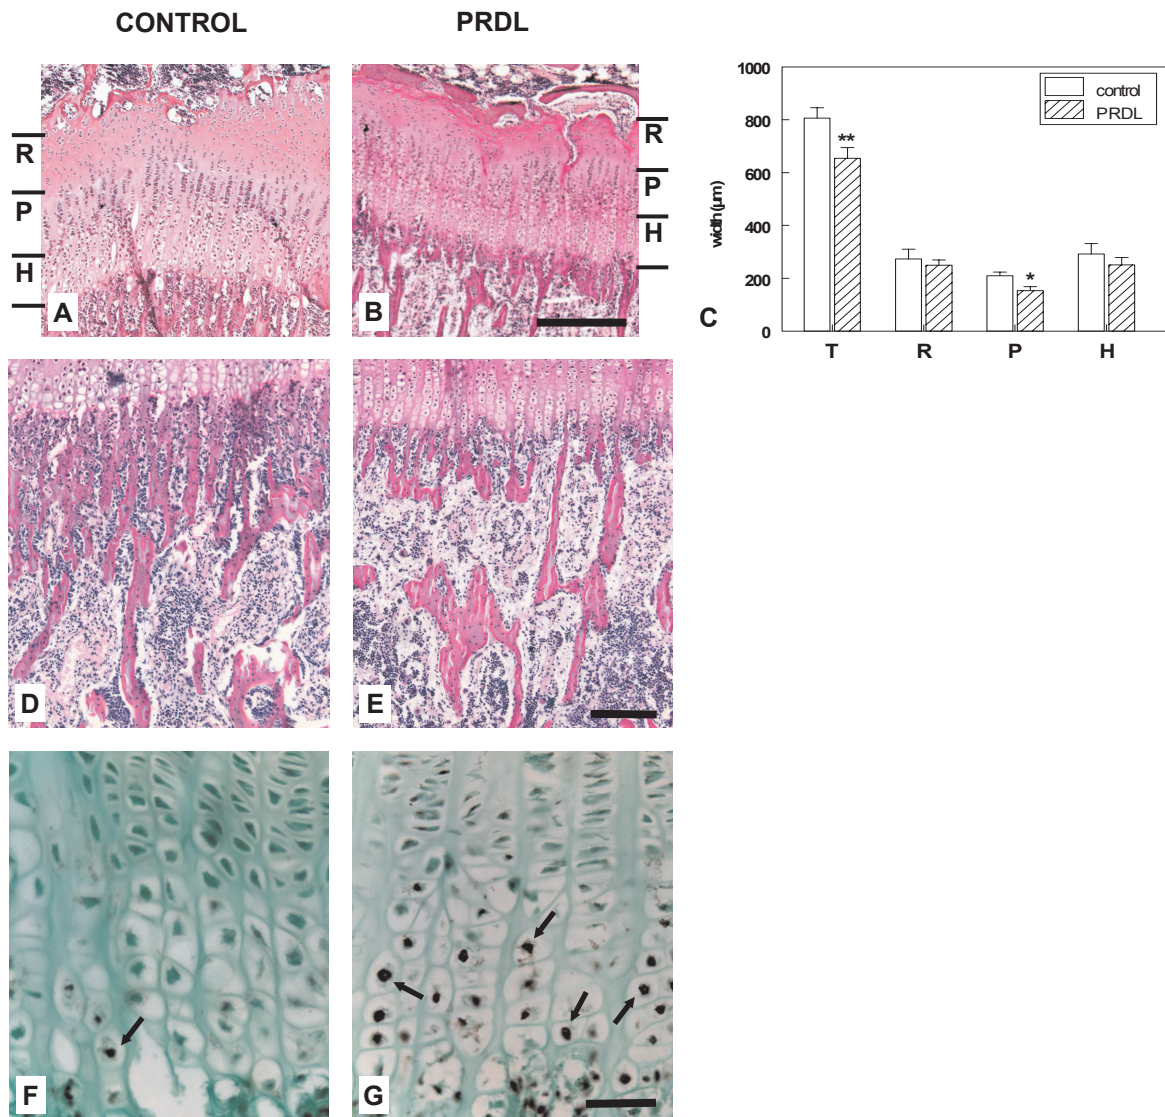 CONTROL
PRDL
R
P
H
A
R
P
H
B
C
width (µm)
1000
800
600
400
200
0
control
PRDL
**
*
T
R
P
H
D
E
F
G